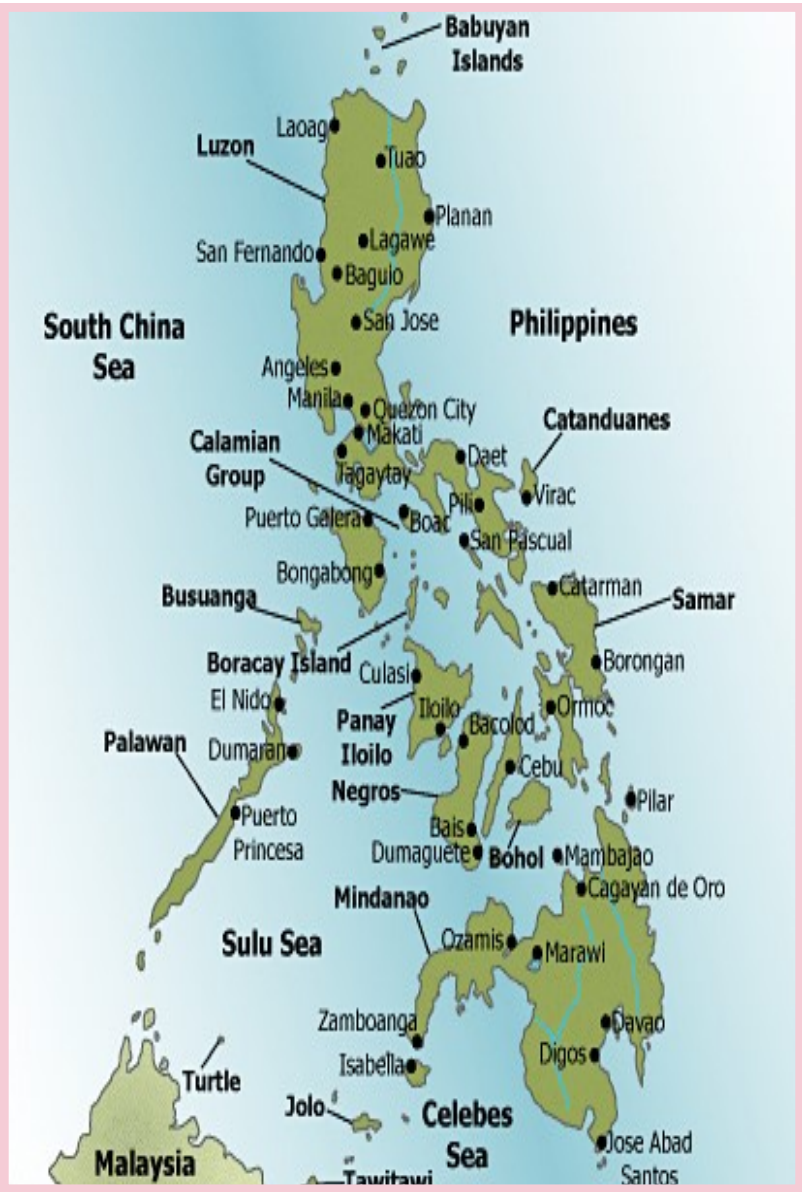 Babuyan
Islands
Laoag
Luzon
Tuao
Planan
San Fernando
Lagawe
Baguio
South China
Sea
San Jose
Philippines
Angeles
Manila
Quezon City
Makati
Catanduanes
Calamian
Group
Tagaytay
Daet
Virac
Pili
Puerto Galera
Boac
San Pascual
Bongabong
Catarman
Busuanga
Samar
Boracay Island
Culasi
Borongan
El Nido
Panay
Iloilo
Iloilo
Bacolod
Ormoc
Palawan
Dumaran
Cebu
Negros
Pilar
Puerto
Princesa
Bais
Dumaguete
Bohol
Mambajao
Mindanao
Cagayan de Oro
Sulu Sea
Ozamis
Marawi
Zamboanga
Davao
Isabella
Digos
Turtle
Jolo
Celebes
Sea
Jose Abad
Santos
Malaysia
Tawitawi